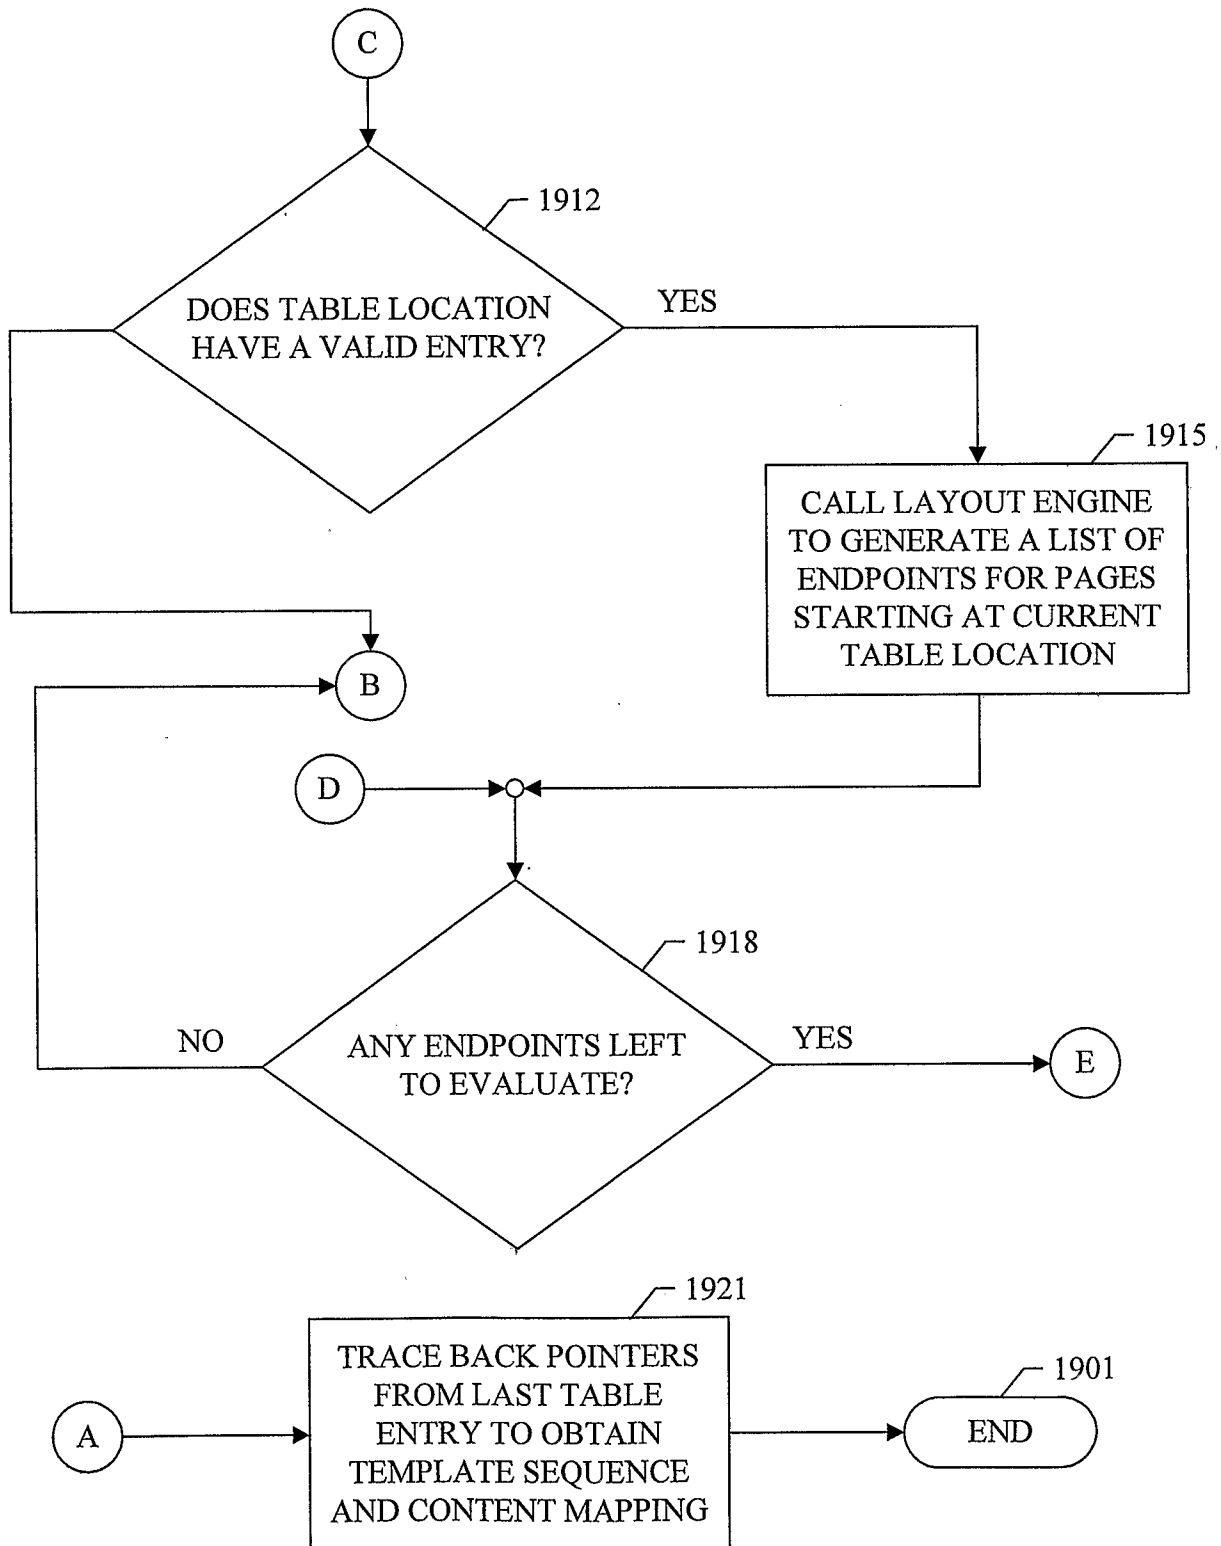 C
1912
DOES TABLE LOCATION
HAVE A VALID ENTRY?
YES
1915
CALL LAYOUT ENGINE
TO GENERATE A LIST OF
ENDPOINTS FOR PAGES
STARTING AT CURRENT
TABLE LOCATION
B
D
1918
NO
ANY ENDPOINTS LEFT
TO EVALUATE?
YES
E
1921
TRACE BACK POINTERS
FROM LAST TABLE
ENTRY TO OBTAIN
TEMPLATE SEQUENCE
AND CONTENT MAPPING
A
1901
END